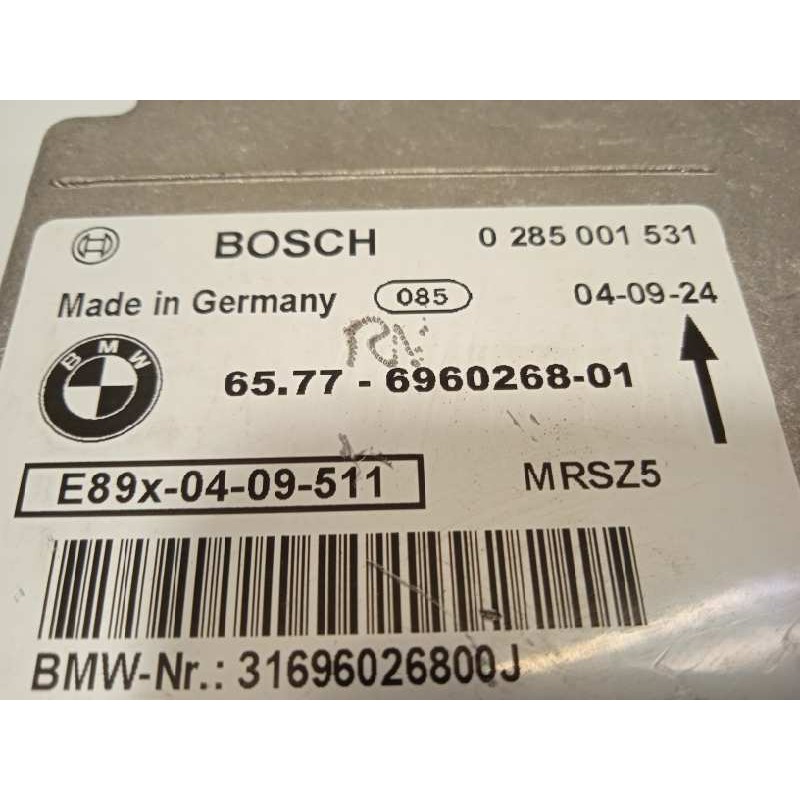 BOSCH 0 285 001 531
Made in Germany 085 04-09-24
BMW
65.77 - 6960268-01
E89x-04-09-511 MRSZ5
BMW-Nr.: 31696026800J